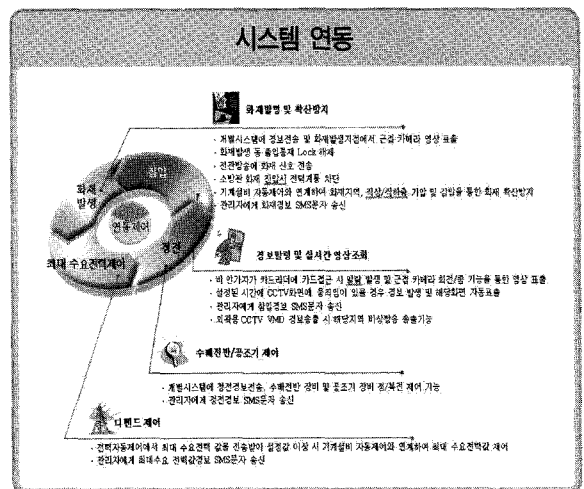 시스템 연동
화재발령 및 확산방지
· 개별시스템에 정보전송 및 화재발생지점에서 근접 카메라 영상 표출
· 화재발생 동 출입통제 Lock 해제
· 전관방송에 화재 신호 전송
· 소방관 화재 진압시 전력계통 차단
· 기계설비 자동제어와 연계하여 화재지역, 직상/직하층 가압 및 감압을 통한 화재 확산방지
· 관리자에게 화재경보 SMS문자 송신
화재
발생
침입
연동제어
정전
최대 수요전력제어
경보발령 및 실시간 영상조회
· 비 인가자가 카드리더에 카드접근 시 알람 발생 및 근접 카메라 회전/줌 기능을 통한 영상 표출
· 설정된 시간에 CCTV화면에 움직임이 있을 경우 경보 발생 및 해당화면 자동표출
· 관리자에게 침입경보 SMS문자 송신
· 외곽용 CCTV VMD 경보송출 시 해당지역 비상방송 송출기능
수배전반/공조기 제어
· 개별시스템에 정전경보전송, 수배전반 장비 및 공조기 장비 정/복전 제어 기능
· 관리자에게 정전경보 SMS문자 송신
디맨드 제어
· 전력자동제어에서 최대 수요전력 값을 전송받아 설정값 이상 시 기계설비 자동제어와 연계하여 최대 수요전력값 제어
· 관리자에게 최대수요 전력값경보 SMS문자 송신